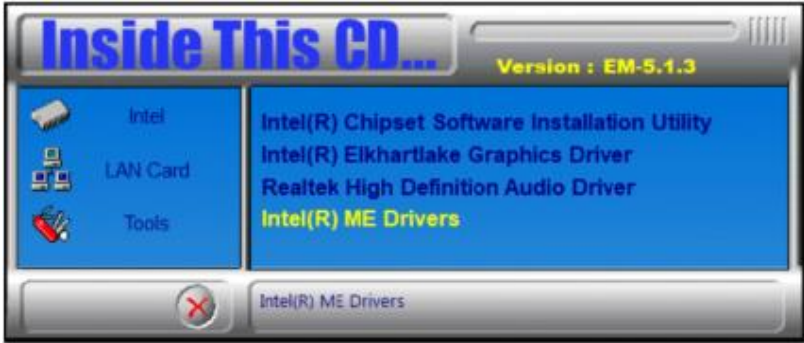 Inside This CD...
Version : EM-5.1.3
Intel
LAN Card
Tools
Intel(R) Chipset Software Installation Utility
Intel(R) Elkhartlake Graphics Driver
Realtek High Definition Audio Driver
Intel(R) ME Drivers
Intel(R) ME Drivers